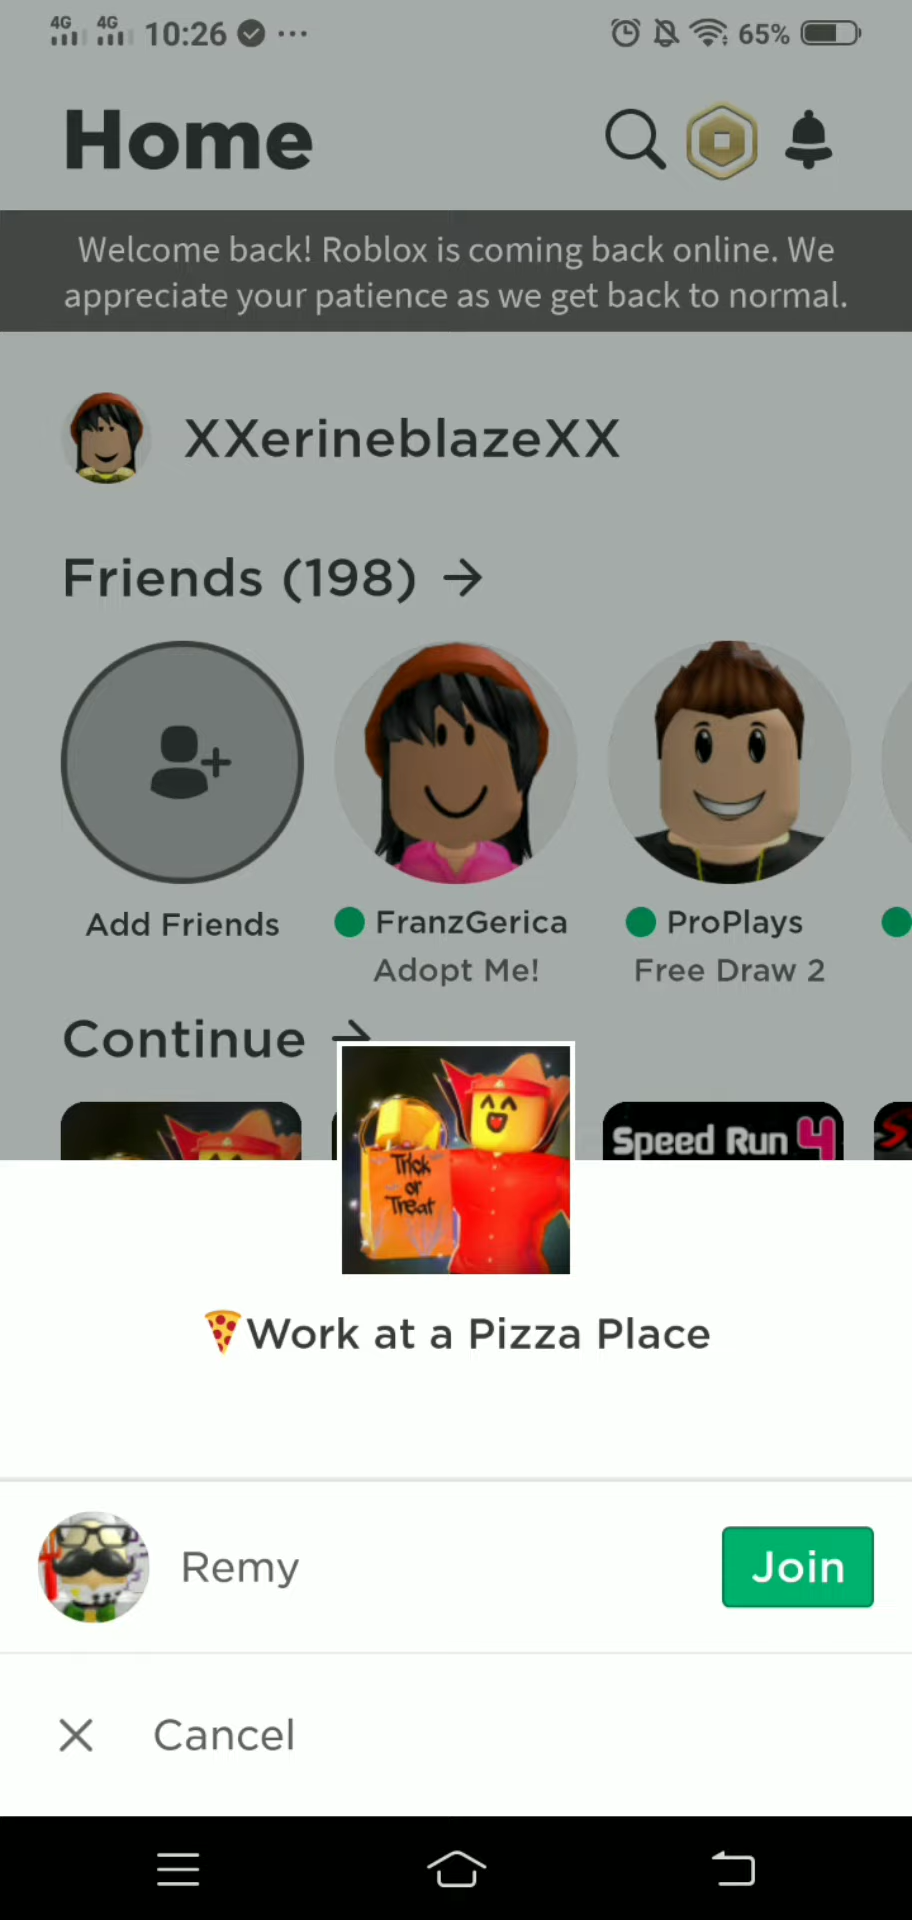 4G 4G 10:26 65%
Home
Welcome back! Roblox is coming back online. We
appreciate your patience as we get back to normal.
XXerineblazeXX
Friends (198) →
Add Friends
FranzGerica
Adopt Me!
ProPlays
Free Draw 2
Continue →
Speed Run 4
Trick
or
Treat
🍕Work at a Pizza Place
Remy
Join
Cancel